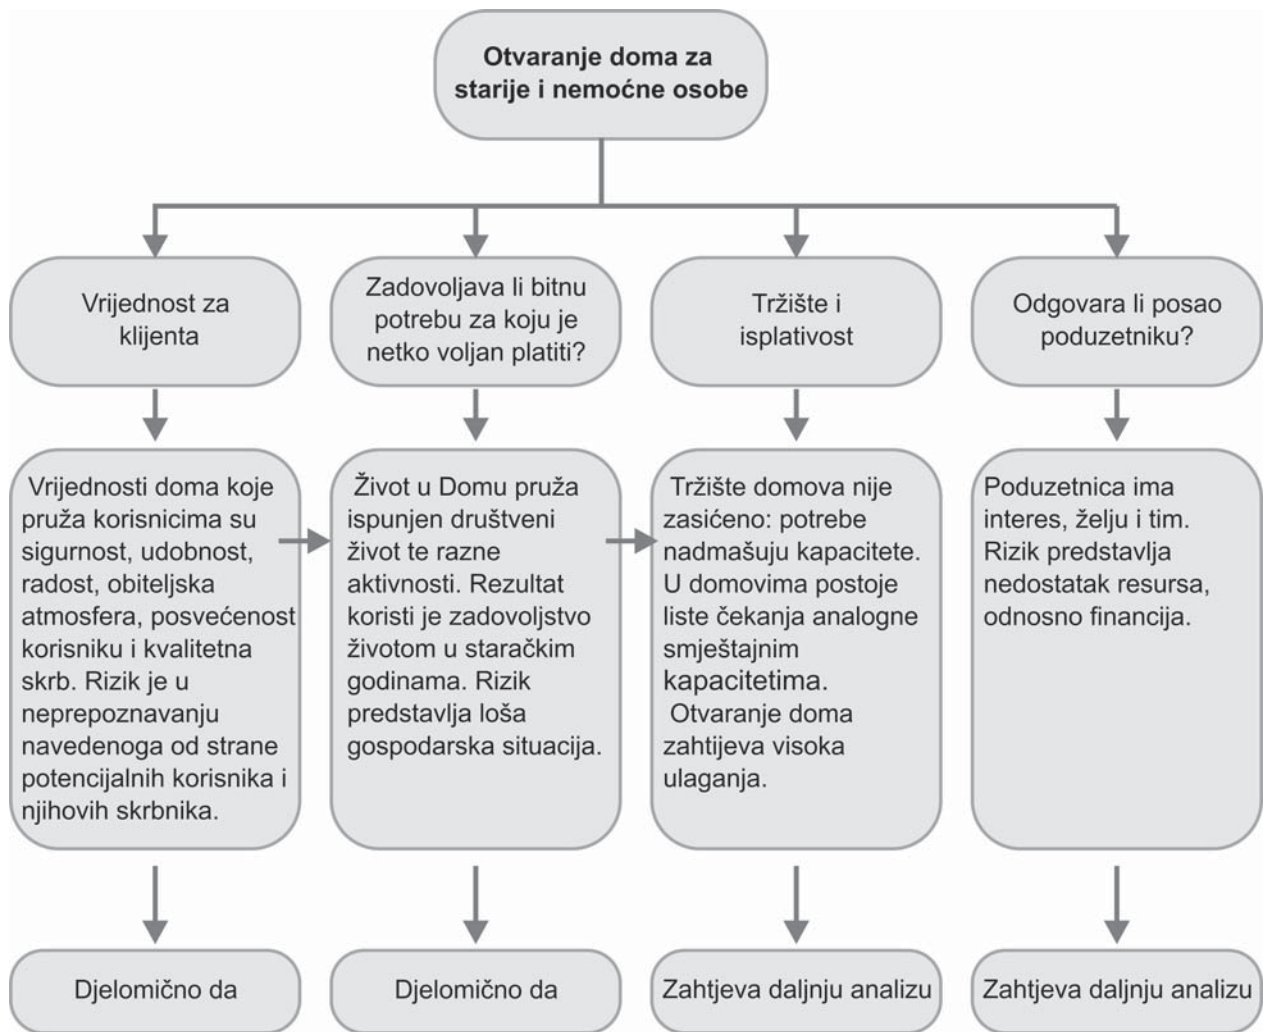 Otvaranje doma za
starije i nemoćne osobe
Vrijednost za
klijenta
Zadovoljava li bitnu
potrebu za koju je
netko voljan platiti?
Tržište i
isplativost
Odgovara li posao
poduzetniku?
Vrijednosti doma koje
pruža korisnicima su
sigurnost, udobnost,
radost, obiteljska
atmosfera, posvećenost
korisniku i kvalitetna
skrb. Rizik je u
neprepoznavanju
navedenoga od strane
potencijalnih korisnika i
njihovih skrbnika.
Život u Domu pruža
ispunjen društveni
život te razne
aktivnosti. Rezultat
koristi je zadovoljstvo
životom u staračkim
godinama. Rizik
predstavlja loša
gospodarska situacija.
Tržište domova nije
zasićeno: potrebe
nadmašuju kapacitete.
U domovima postoje
liste čekanja analogne
smještajnim
kapacitetima.
Otvaranje doma
zahtijeva visoka
ulaganja.
Poduzetnica ima
interes, želju i tim.
Rizik predstavlja
nedostatak resursa,
odnosno financija.
Djelomično da
Djelomično da
Zahtjeva daljnju analizu
Zahtjeva daljnju analizu